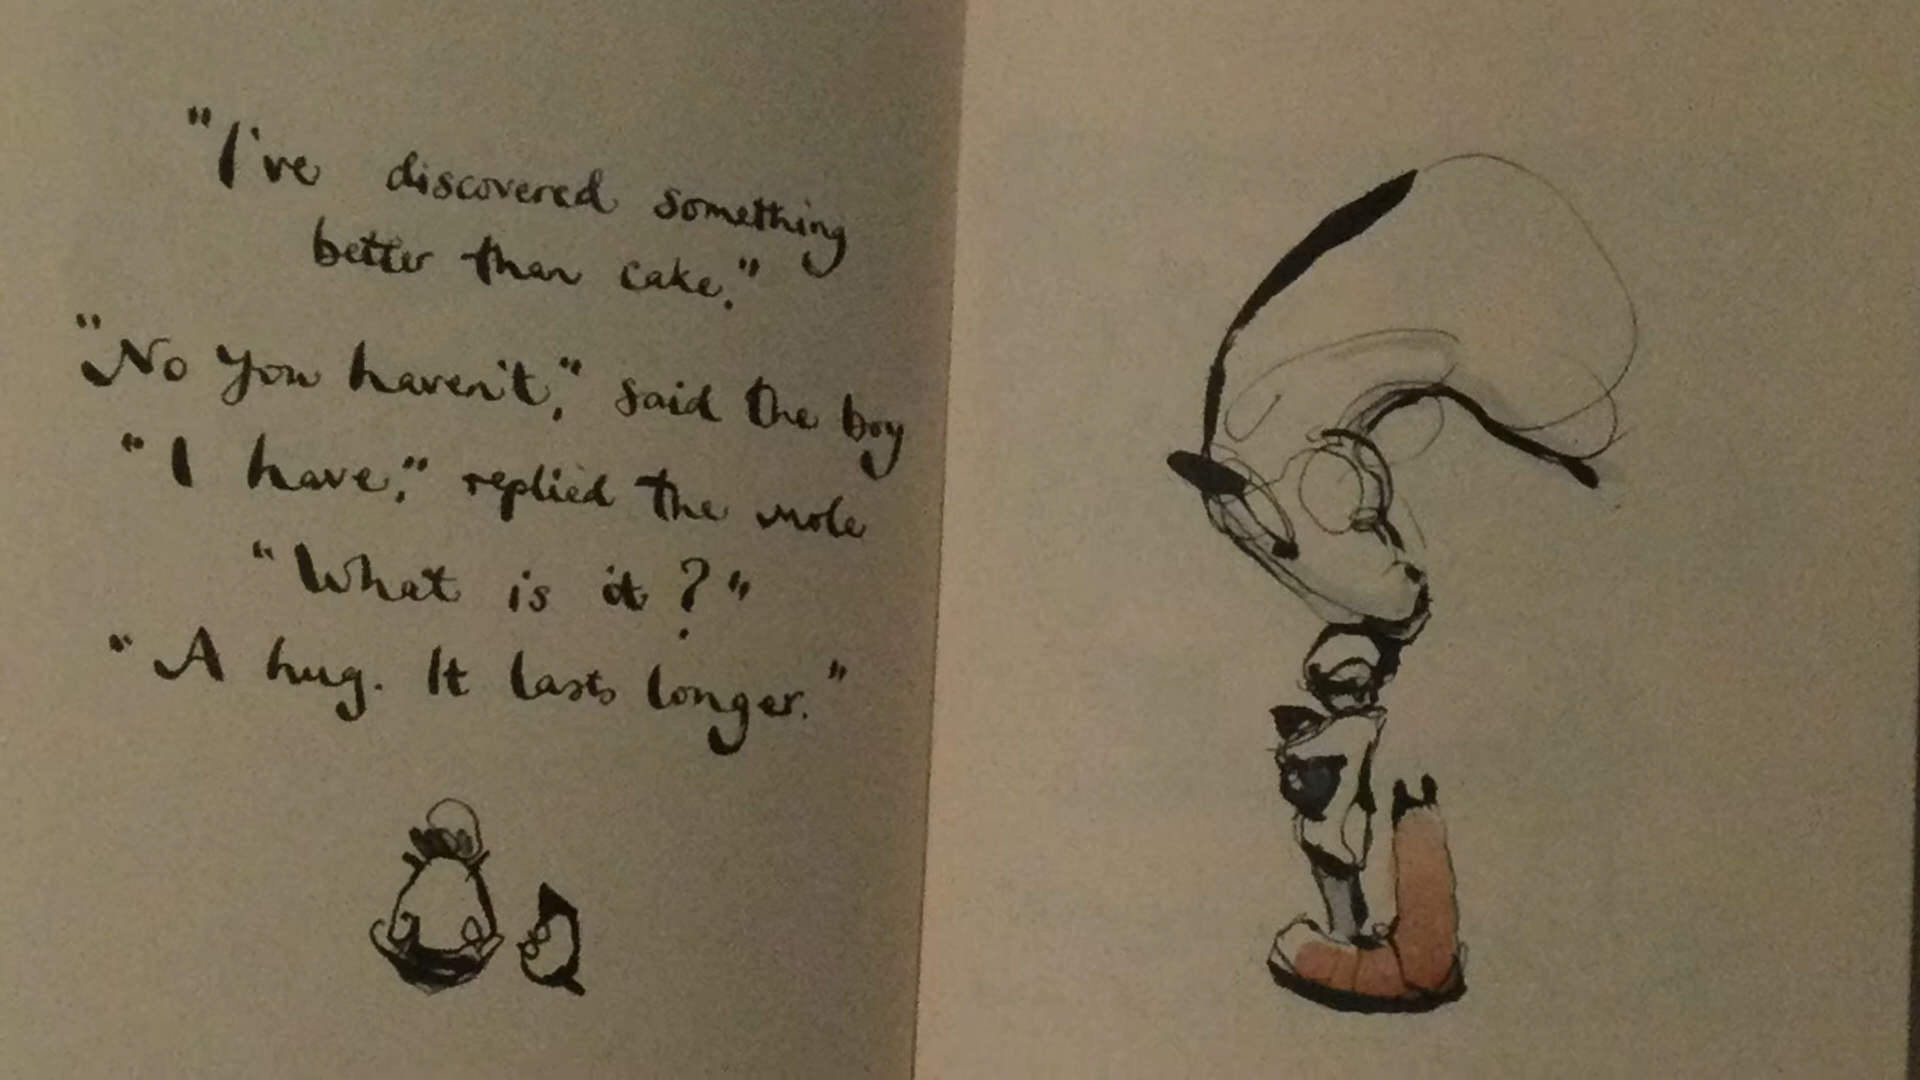 "I've discovered something
better than cake."
"No you haven't," said the boy
"I have," replied the mole
"What is it?"
"A hug. It lasts longer."